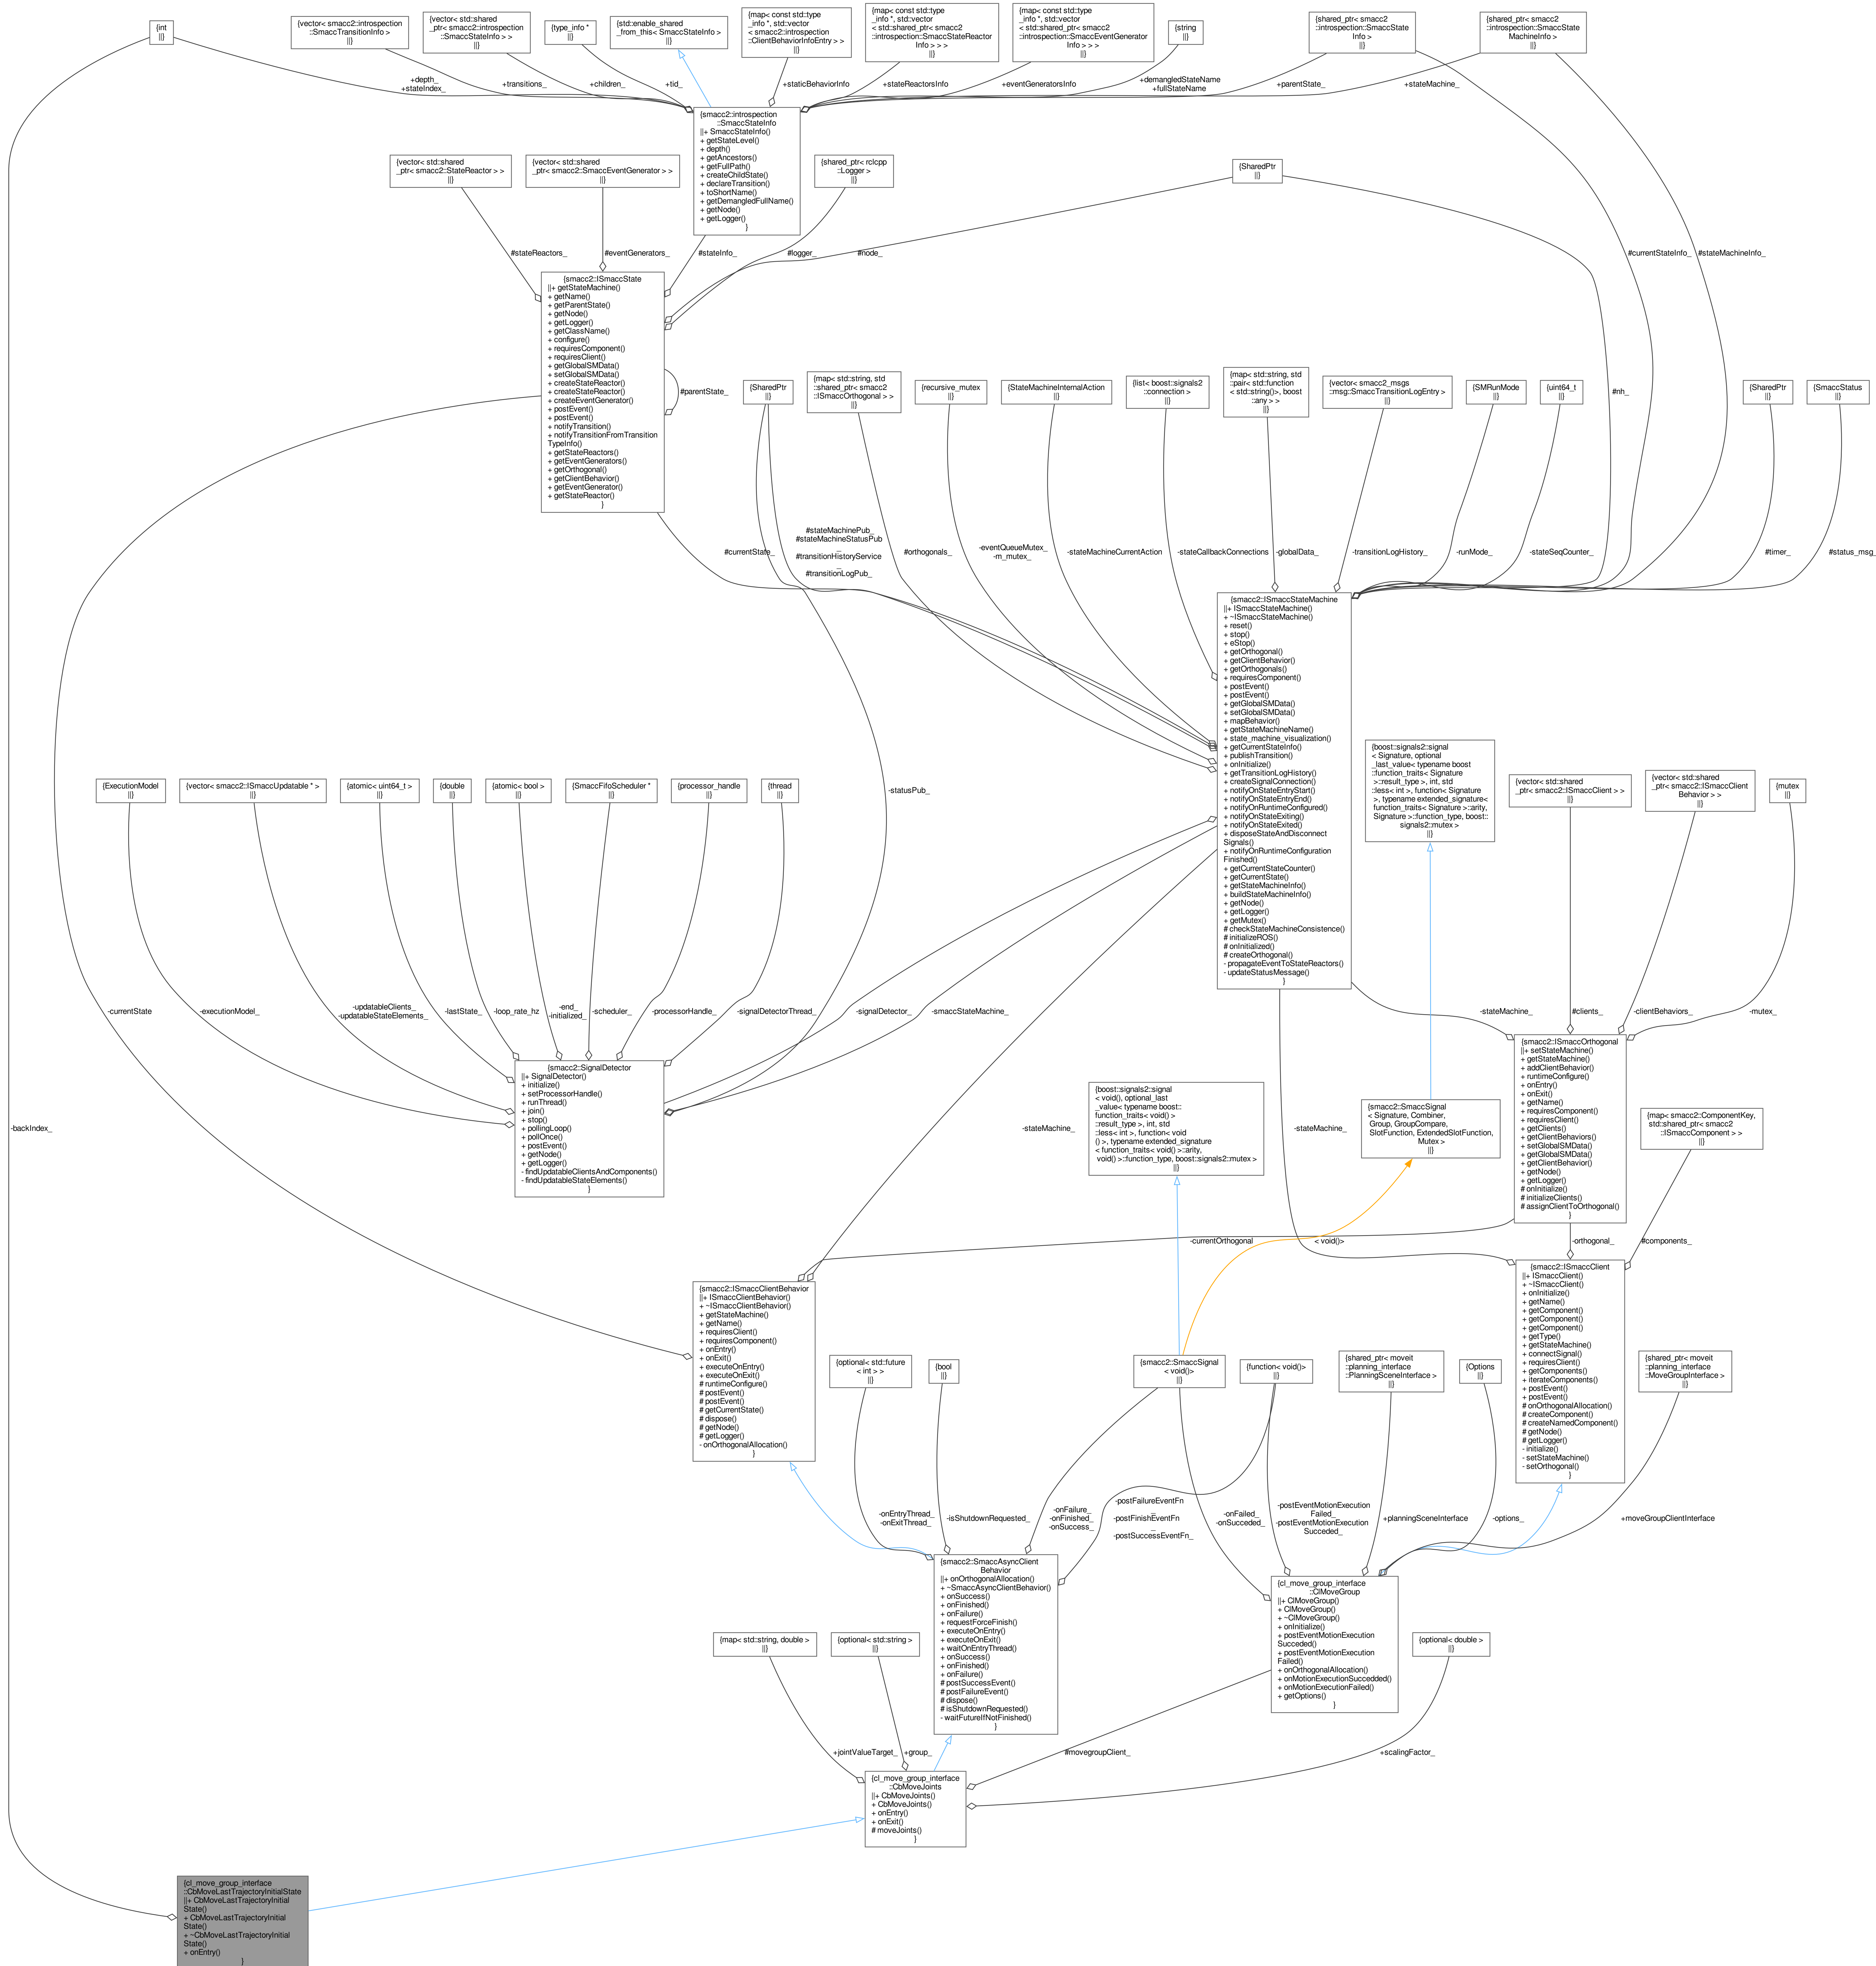 {int
||}
{vector< smacc2::introspection
::SmaccTransitionInfo >
||}
{vector< std::shared
_ptr< smacc2::introspection
::SmaccStateInfo > >
||}
{type_info *
||}
{std::enable_shared
_from_this< SmaccStateInfo >
||}
{map< const std::type
_info *, std::vector
< smacc2::introspection
::ClientBehaviorInfoEntry > >
||}
{map< const std::type
_info *, std::vector
< std::shared_ptr< smacc2
::introspection::SmaccStateReactor
Info > > >
||}
{map< const std::type
_info *, std::vector
< std::shared_ptr< smacc2
::introspection::SmaccEventGenerator
Info > > >
||}
{string
||}
{shared_ptr< smacc2
::introspection::SmaccState
Info >
||}
{shared_ptr< smacc2
::introspection::SmaccState
MachineInfo >
||}
+depth_
+stateIndex_
+transitions_
+children_
+tid_
+staticBehaviorInfo
+stateReactorsInfo
+eventGeneratorsInfo
+demangledStateName
+fullStateName
+parentState_
+stateMachine_
{smacc2::introspection
::SmaccStateInfo
||+ SmaccStateInfo()
+ getStateLevel()
+ depth()
+ getAncestors()
+ getFullPath()
+ createChildState()
+ declareTransition()
+ toShortName()
+ getDemangledFullName()
+ getNode()
+ getLogger()
}
{vector< std::shared
_ptr< smacc2::StateReactor > >
||}
{vector< std::shared
_ptr< smacc2::SmaccEventGenerator > >
||}
{shared_ptr< rclcpp
::Logger >
||}
{SharedPtr
||}
#stateReactors_
#eventGenerators_
#stateInfo_
#logger_
#node_
#currentStateInfo_
#stateMachineInfo_
{smacc2::ISmaccState
||+ getStateMachine()
+ getName()
+ getParentState()
+ getNode()
+ getLogger()
+ getClassName()
+ configure()
+ requiresComponent()
+ requiresClient()
+ getGlobalSMData()
+ setGlobalSMData()
+ createStateReactor()
+ createStateReactor()
+ createEventGenerator()
+ postEvent()
+ postEvent()
+ notifyTransition()
+ notifyTransitionFromTransition
TypeInfo()
+ getStateReactors()
+ getEventGenerators()
+ getOrthogonal()
+ getClientBehavior()
+ getEventGenerator()
+ getStateReactor()
}
#parentState_
{SharedPtr
||}
{map< std::string, std
::shared_ptr< smacc2
::ISmaccOrthogonal > >
||}
{recursive_mutex
||}
{StateMachineInternalAction
||}
{list< boost::signals2
::connection >
||}
{map< std::string, std
::pair< std::function
< std::string()>, boost
::any > >
||}
{vector< smacc2_msgs
::msg::SmaccTransitionLogEntry >
||}
{SMRunMode
||}
{uint64_t
||}
#nh_
{SharedPtr
||}
{SmaccStatus
||}
#currentState_
#stateMachinePub_
#stateMachineStatusPub
_
#transitionHistoryService
_
#transitionLogPub_
#orthogonals_
-eventQueueMutex_
-m_mutex_
-stateMachineCurrentAction
-stateCallbackConnections
-globalData_
-transitionLogHistory_
-runMode_
-stateSeqCounter_
#timer_
#status_msg_
{smacc2::ISmaccStateMachine
||+ ISmaccStateMachine()
+ ~ISmaccStateMachine()
+ reset()
+ stop()
+ eStop()
+ getOrthogonal()
+ getClientBehavior()
+ getOrthogonals()
+ requiresComponent()
+ postEvent()
+ postEvent()
+ getGlobalSMData()
+ setGlobalSMData()
+ mapBehavior()
+ getStateMachineName()
+ state_machine_visualization()
+ getCurrentStateInfo()
+ publishTransition()
+ onInitialize()
+ getTransitionLogHistory()
+ createSignalConnection()
+ notifyOnStateEntryStart()
+ notifyOnStateEntryEnd()
+ notifyOnRuntimeConfigured()
+ notifyOnStateExiting()
+ notifyOnStateExited()
+ disposeStateAndDisconnect
Signals()
+ notifyOnRuntimeConfiguration
Finished()
+ getCurrentStateCounter()
+ getCurrentState()
+ getStateMachineInfo()
+ buildStateMachineInfo()
+ getNode()
+ getLogger()
+ getMutex()
# checkStateMachineConsistence()
# initializeROS()
# onInitialized()
# createOrthogonal()
- propagateEventToStateReactors()
- updateStatusMessage()
}
{boost::signals2::signal
< Signature, optional
_last_value< typename boost
::function_traits< Signature
>::result_type >, int, std
::less< int >, function< Signature
>, typename extended_signature<
function_traits< Signature >::arity,
Signature >::function_type, boost::
signals2::mutex >
||}
{vector< std::shared
_ptr< smacc2::ISmaccClient > >
||}
{vector< std::shared
_ptr< smacc2::ISmaccClient
Behavior > >
||}
{mutex
||}
{ExecutionModel
||}
{vector< smacc2::ISmaccUpdatable * >
||}
{atomic< uint64_t >
||}
{double
||}
{atomic< bool >
||}
{SmaccFifoScheduler *
||}
{processor_handle
||}
{thread
||}
-statusPub_
-currentState
-executionModel_
-updatableClients_
-updatableStateElements_
-lastState_
-loop_rate_hz
-end_
-initialized_
-scheduler_
-processorHandle_
-signalDetectorThread_
-signalDetector_
-smaccStateMachine_
-stateMachine_
#clients_
-clientBehaviors_
-mutex_
{smacc2::SignalDetector
||+ SignalDetector()
+ initialize()
+ setProcessorHandle()
+ runThread()
+ join()
+ stop()
+ pollingLoop()
+ pollOnce()
+ postEvent()
+ getNode()
+ getLogger()
- findUpdatableClientsAndComponents()
- findUpdatableStateElements()
}
{smacc2::ISmaccOrthogonal
||+ setStateMachine()
+ getStateMachine()
+ addClientBehavior()
+ runtimeConfigure()
+ onEntry()
+ onExit()
+ getName()
+ requiresComponent()
+ requiresClient()
+ getClients()
+ getClientBehaviors()
+ setGlobalSMData()
+ getGlobalSMData()
+ getClientBehavior()
+ getNode()
+ getLogger()
# onInitialize()
# initializeClients()
# assignClientToOrthogonal()
}
{boost::signals2::signal
< void(), optional_last
_value< typename boost::
function_traits< void() >
::result_type >, int, std
::less< int >, function< void
() >, typename extended_signature
< function_traits< void() >::arity,
void() >::function_type, boost::signals2::mutex >
||}
{smacc2::SmaccSignal
< Signature, Combiner,
Group, GroupCompare,
SlotFunction, ExtendedSlotFunction,
Mutex >
||}
{map< smacc2::ComponentKey,
std::shared_ptr< smacc2
::ISmaccComponent > >
||}
-backIndex_
-stateMachine_
-stateMachine_
-currentOrthogonal
< void()>
-orthogonal_
#components_
{smacc2::ISmaccClientBehavior
||+ ISmaccClientBehavior()
+ ~ISmaccClientBehavior()
+ getStateMachine()
+ getName()
+ requiresClient()
+ requiresComponent()
+ onEntry()
+ onExit()
+ executeOnEntry()
+ executeOnExit()
# runtimeConfigure()
# postEvent()
# postEvent()
# getCurrentState()
# dispose()
# getNode()
# getLogger()
- onOrthogonalAllocation()
}
{smacc2::ISmaccClient
||+ ISmaccClient()
+ ~ISmaccClient()
+ onInitialize()
+ getName()
+ getComponent()
+ getComponent()
+ getComponent()
+ getType()
+ getStateMachine()
+ connectSignal()
+ requiresClient()
+ getComponents()
+ iterateComponents()
+ postEvent()
+ postEvent()
# onOrthogonalAllocation()
# createComponent()
# createNamedComponent()
# getNode()
# getLogger()
- initialize()
- setStateMachine()
- setOrthogonal()
}
{optional< std::future
< int > >
||}
{bool
||}
{smacc2::SmaccSignal
< void()>
||}
{function< void()>
||}
{shared_ptr< moveit
::planning_interface
::PlanningSceneInterface >
||}
{Options
||}
{shared_ptr< moveit
::planning_interface
::MoveGroupInterface >
||}
-onEntryThread_
-onExitThread_
-isShutdownRequested_
-onFailure_
-onFinished_
-onSuccess_
-postFailureEventFn
_
-postFinishEventFn
_
-postSuccessEventFn_
-onFailed_
-onSucceded_
-postEventMotionExecution
Failed_
-postEventMotionExecution
Succeded_
+planningSceneInterface
-options_
+moveGroupClientInterface
{smacc2::SmaccAsyncClient
Behavior
||+ onOrthogonalAllocation()
+ ~SmaccAsyncClientBehavior()
+ onSuccess()
+ onFinished()
+ onFailure()
+ requestForceFinish()
+ executeOnEntry()
+ executeOnExit()
+ waitOnEntryThread()
+ onSuccess()
+ onFinished()
+ onFailure()
# postSuccessEvent()
# postFailureEvent()
# dispose()
# isShutdownRequested()
- waitFutureIfNotFinished()
}
{cl_move_group_interface
::ClMoveGroup
||+ ClMoveGroup()
+ ClMoveGroup()
+ ~ClMoveGroup()
+ onInitialize()
+ postEventMotionExecution
Succeded()
+ postEventMotionExecution
Failed()
+ onOrthogonalAllocation()
+ onMotionExecutionSuccedded()
+ onMotionExecutionFailed()
+ getOptions()
}
{map< std::string, double >
||}
{optional< std::string >
||}
{optional< double >
||}
+jointValueTarget_
+group_
#movegroupClient_
+scalingFactor_
{cl_move_group_interface
::CbMoveJoints
||+ CbMoveJoints()
+ CbMoveJoints()
+ onEntry()
+ onExit()
# moveJoints()
}
{cl_move_group_interface
::CbMoveLastTrajectoryInitialState
||+ CbMoveLastTrajectoryInitial
State()
+ CbMoveLastTrajectoryInitial
State()
+ ~CbMoveLastTrajectoryInitial
State()
+ onEntry()
}